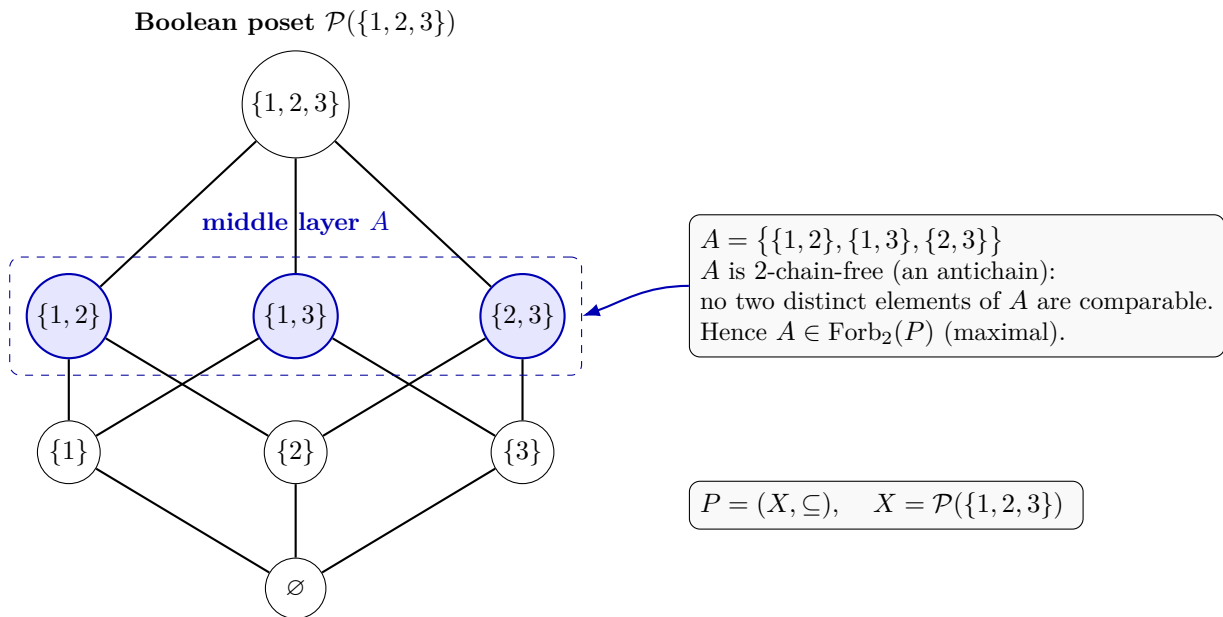 Boolean poset 𝒫({1, 2, 3})
{1, 2, 3}
middle layer A
{1, 2}
{1, 3}
{2, 3}
{1}
{2}
{3}
∅
A = {{1, 2}, {1, 3}, {2, 3}}
A is 2-chain-free (an antichain):
no two distinct elements of A are comparable.
Hence A ∈ Forb₂(P) (maximal).
P = (X, ⊆), X = 𝒫({1, 2, 3})